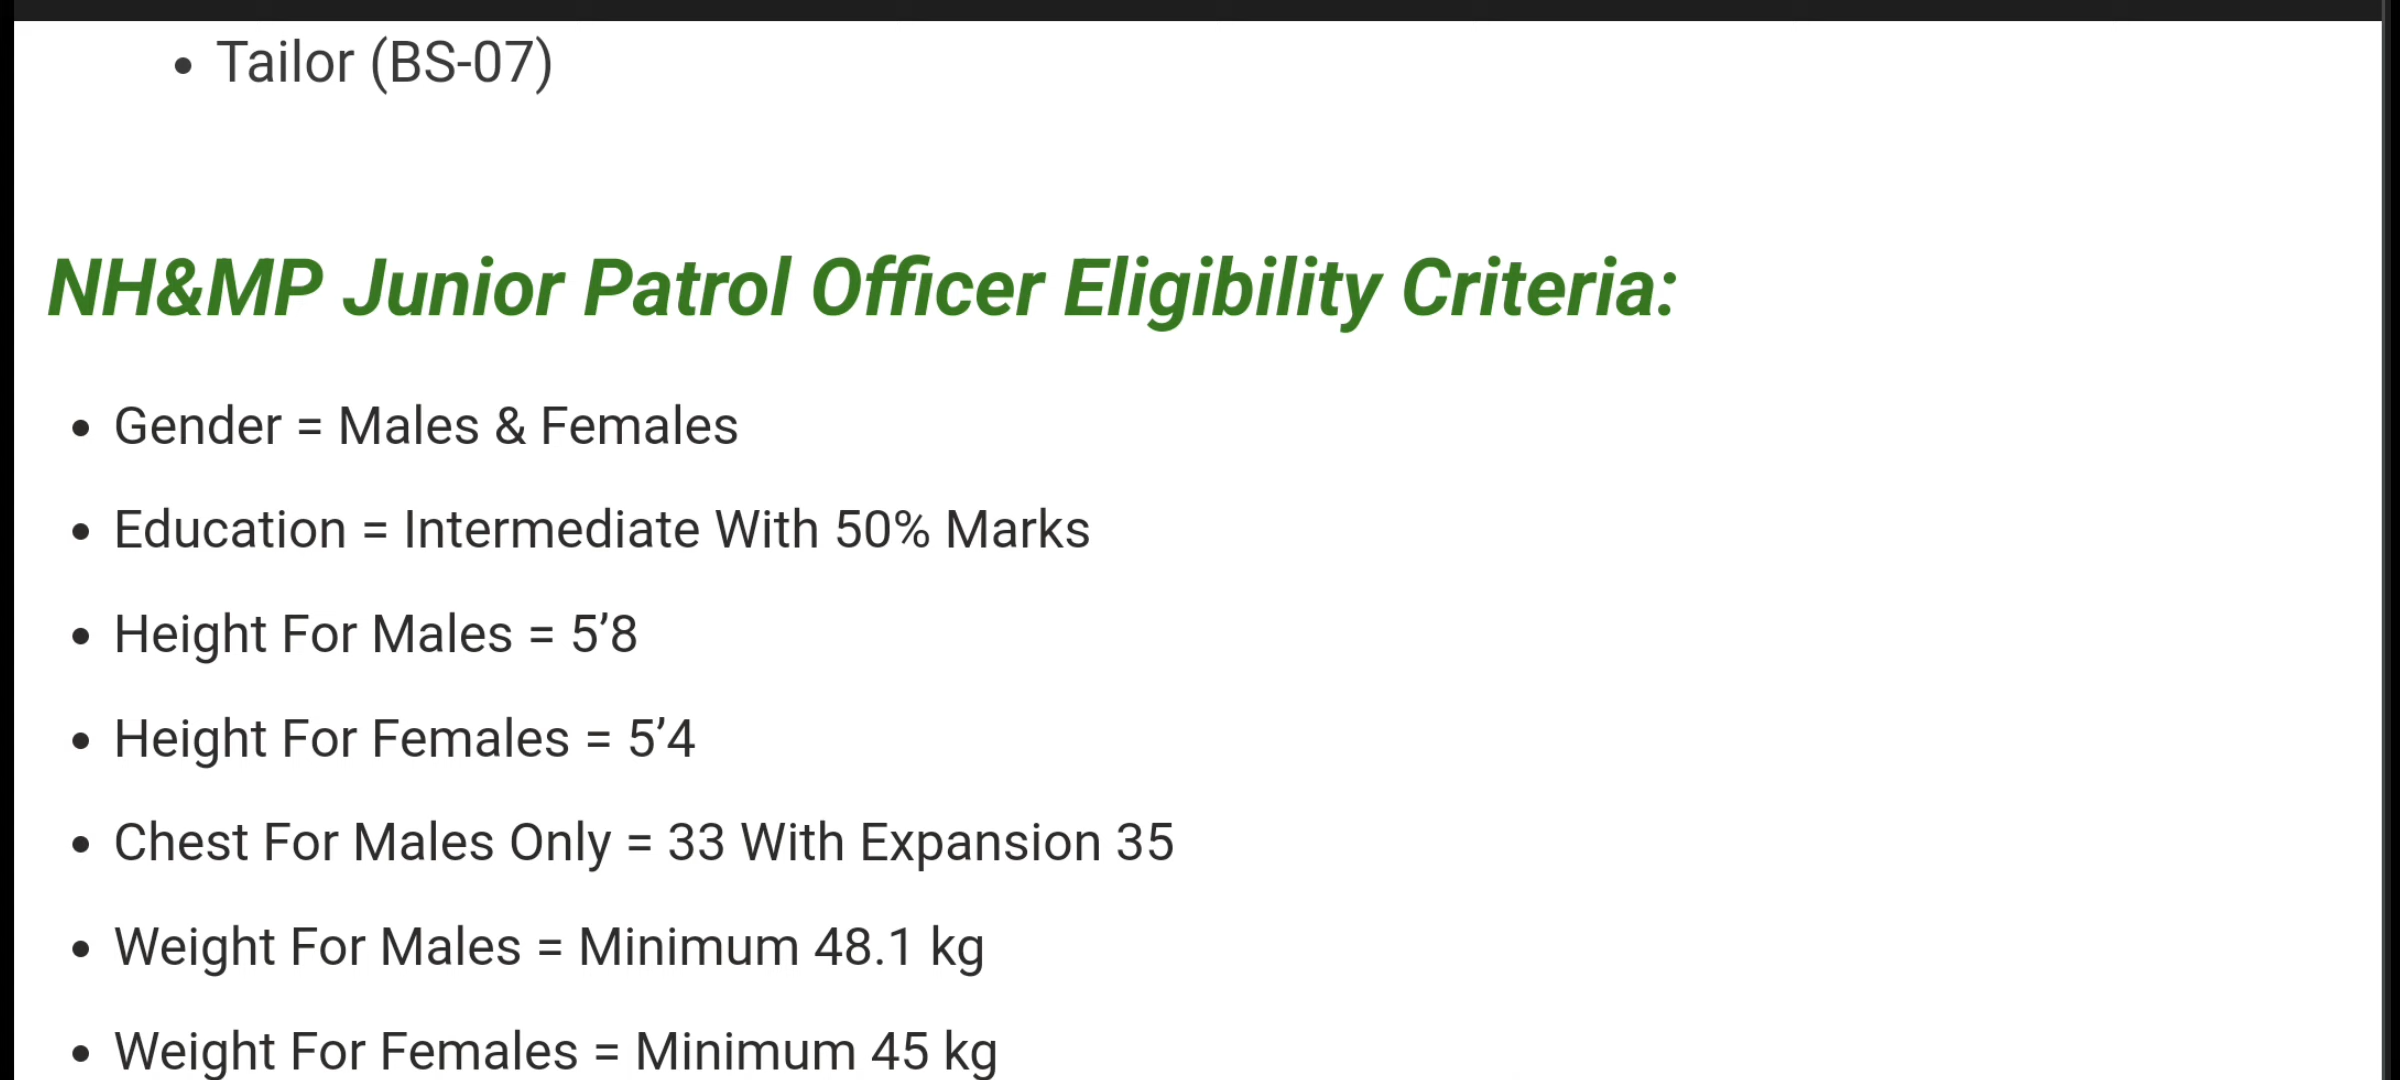 • Tailor (BS-07)
NH&MP Junior Patrol Officer Eligibility Criteria:
• Gender = Males & Females
• Education = Intermediate With 50% Marks
• Height For Males = 5’8
• Height For Females = 5’4
• Chest For Males Only = 33 With Expansion 35
• Weight For Males = Minimum 48.1 kg
• Weight For Females = Minimum 45 kg